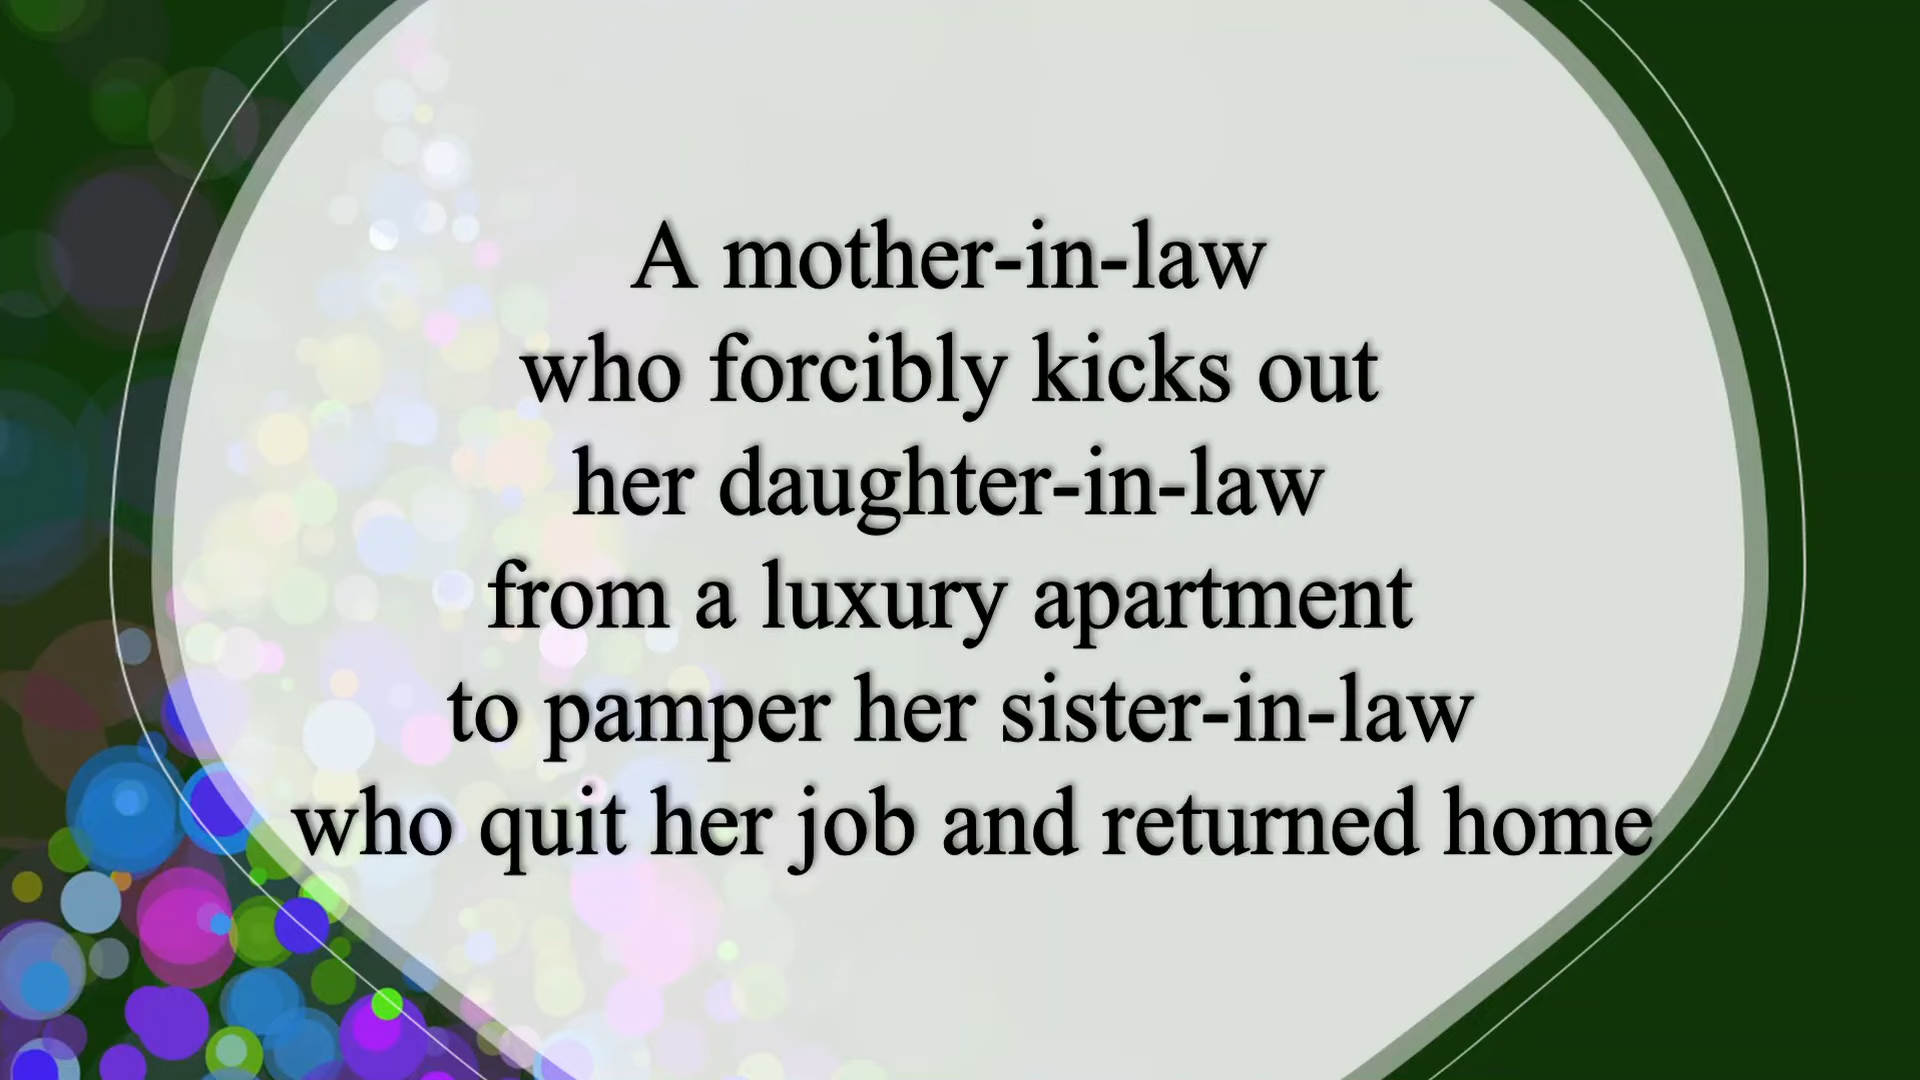 A mother-in-law
who forcibly kicks out
her daughter-in-law
from a luxury apartment
to pamper her sister-in-law
who quit her job and returned home